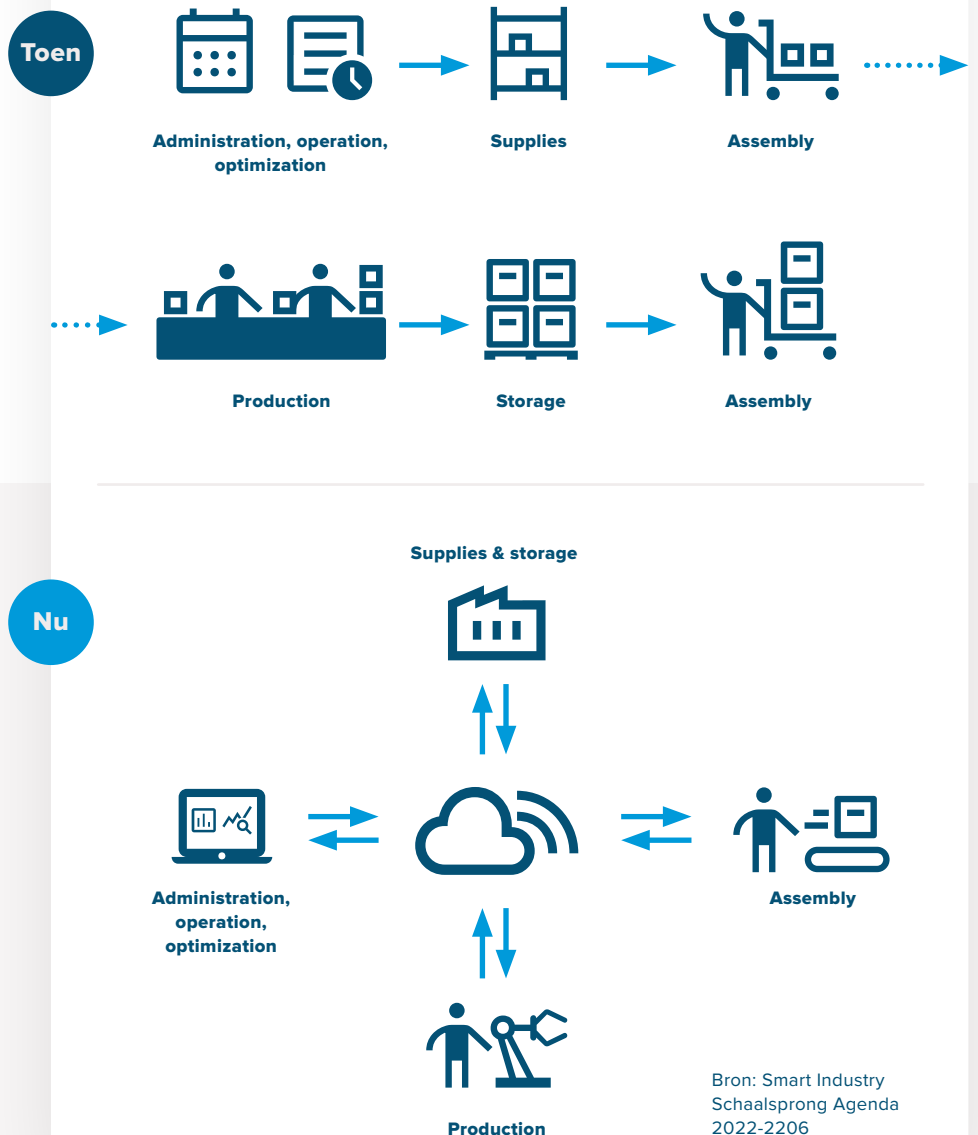 Toen
Administration, operation,
optimization
Supplies
Assembly
Production
Storage
Assembly
Nu
Supplies & storage
Administration,
operation,
optimization
Assembly
Production
Bron: Smart Industry
Schaalsprong Agenda
2022-2206